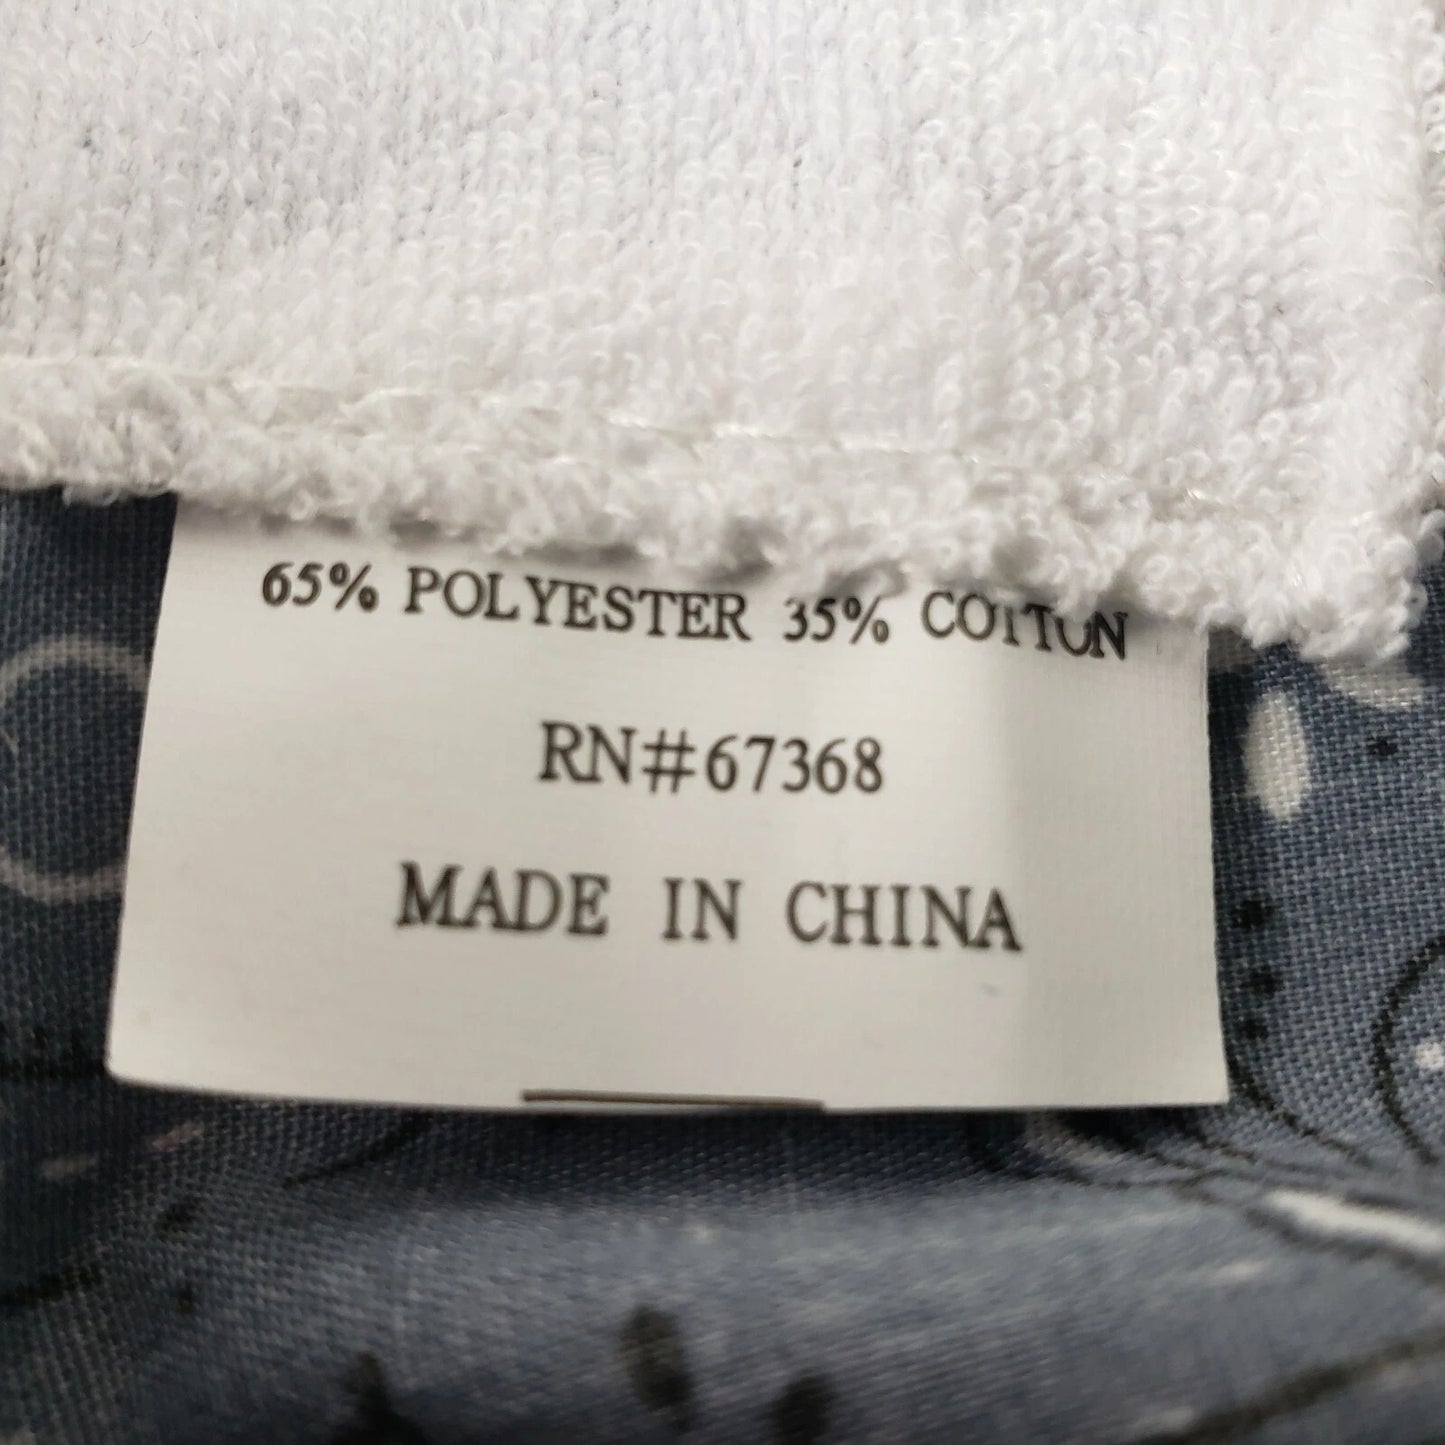 65% POLYESTER 35% COTTON
RN#67368
MADE IN CHINA